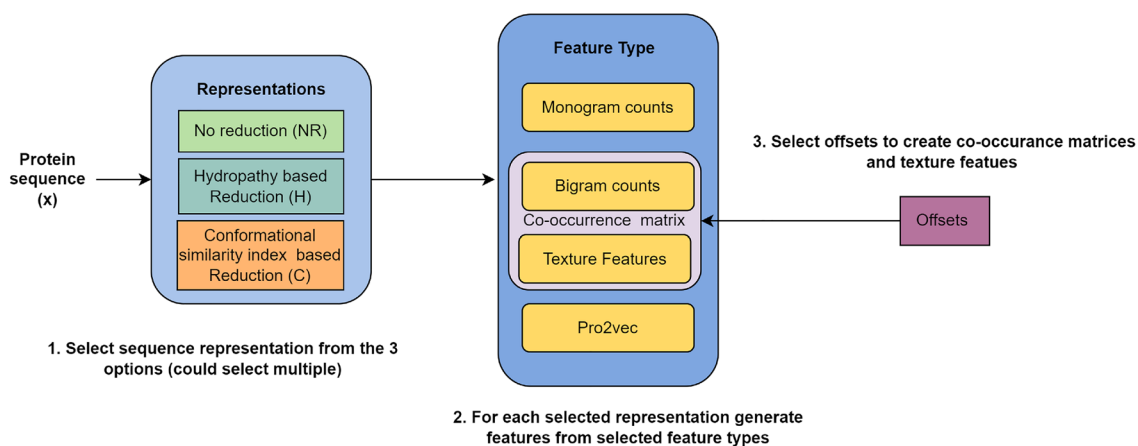 Protein
sequence
(x)
Representations
No reduction (NR)
Hydropathy based
Reduction (H)
Conformational
similarity index based
Reduction (C)
1. Select sequence representation from the 3
options (could select multiple)
Feature Type
Monogram counts
Bigram counts
Co-occurrence matrix
Texture Features
Pro2vec
2. For each selected representation generate
features from selected feature types
3. Select offsets to create co-occurance matrices
and texture featues
Offsets